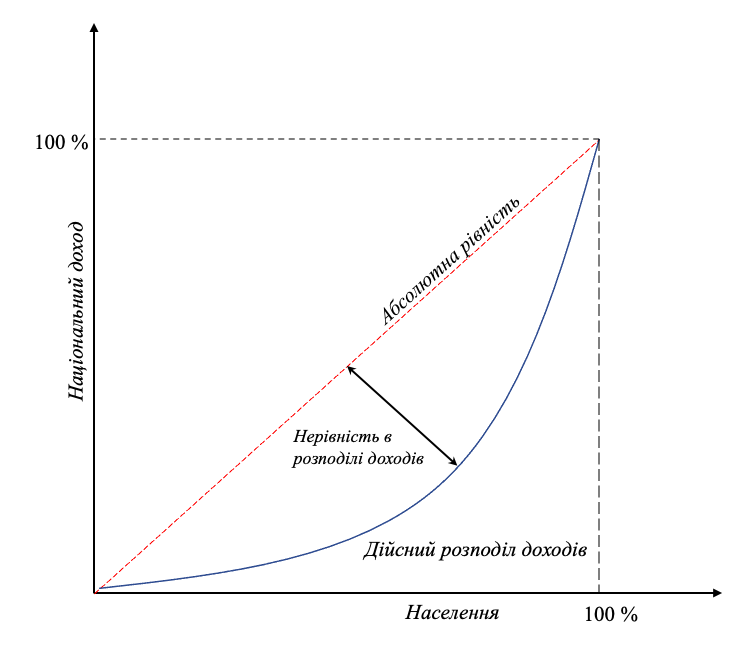 100 %
Національний доход
Абсолютна рівність
Нерівність в
розподілі доходів
Дійсний розподіл доходів
Населення
100 %